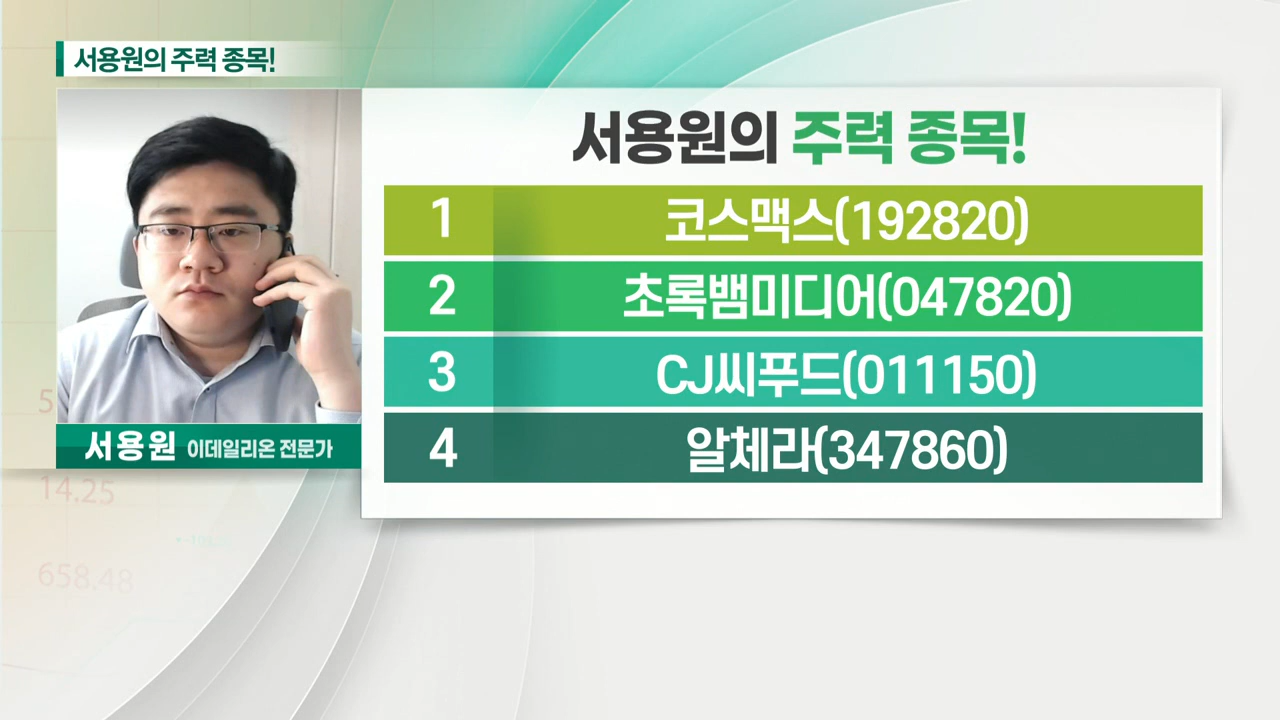 서용원의 주력 종목!
서용원의 주력 종목!
1 코스맥스(192820)
2 초록뱀미디어(047820)
3 CJ씨푸드(011150)
4 알체라(347860)
서용원 이데일리온 전문가
14.25
658.48